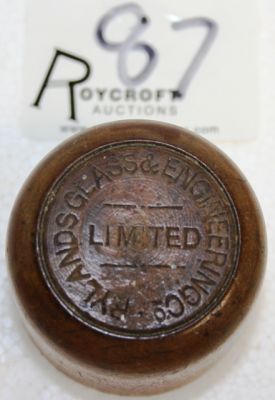 87
ROYCROFT
AUCTIONS
RYLANDS GLASS & ENGINEERING Co.
LIMITED